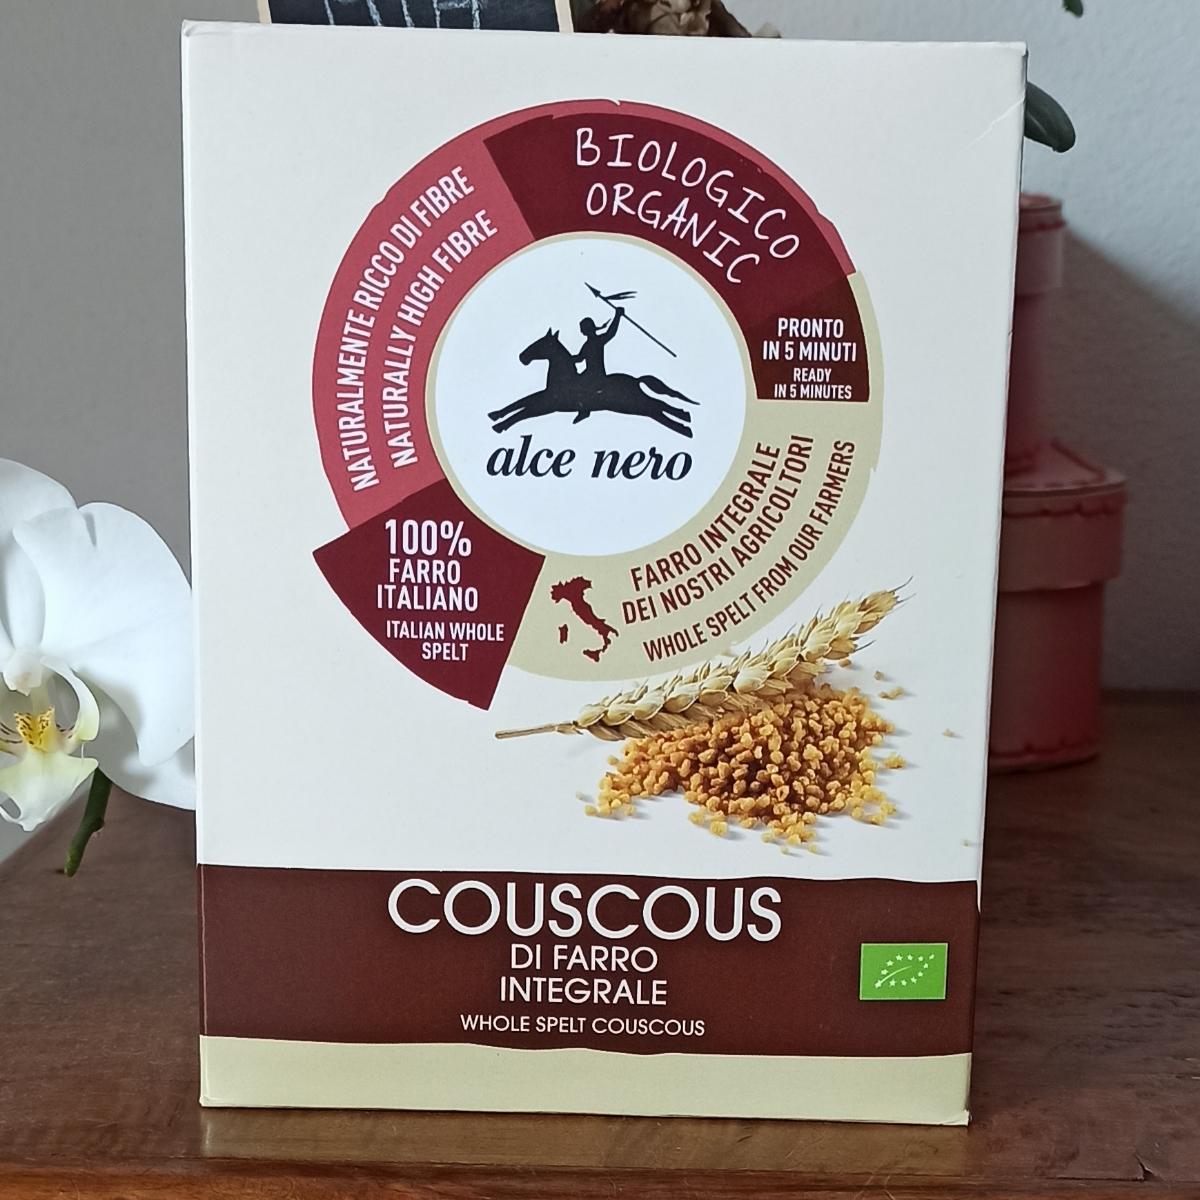 BIOLOGICO
ORGANIC
NATURALMENTE RICCO DI FIBRE
NATURALLY HIGH FIBRE
PRONTO
IN 5 MINUTI
READY
IN 5 MINUTES
alce nero
FARRO INTEGRALE
DEI NOSTRI AGRICOLTORI
WHOLE SPELT FROM OUR FARMERS
100%
FARRO
ITALIANO
ITALIAN WHOLE
SPELT
COUSCOUS
DI FARRO
INTEGRALE
WHOLE SPELT COUSCOUS